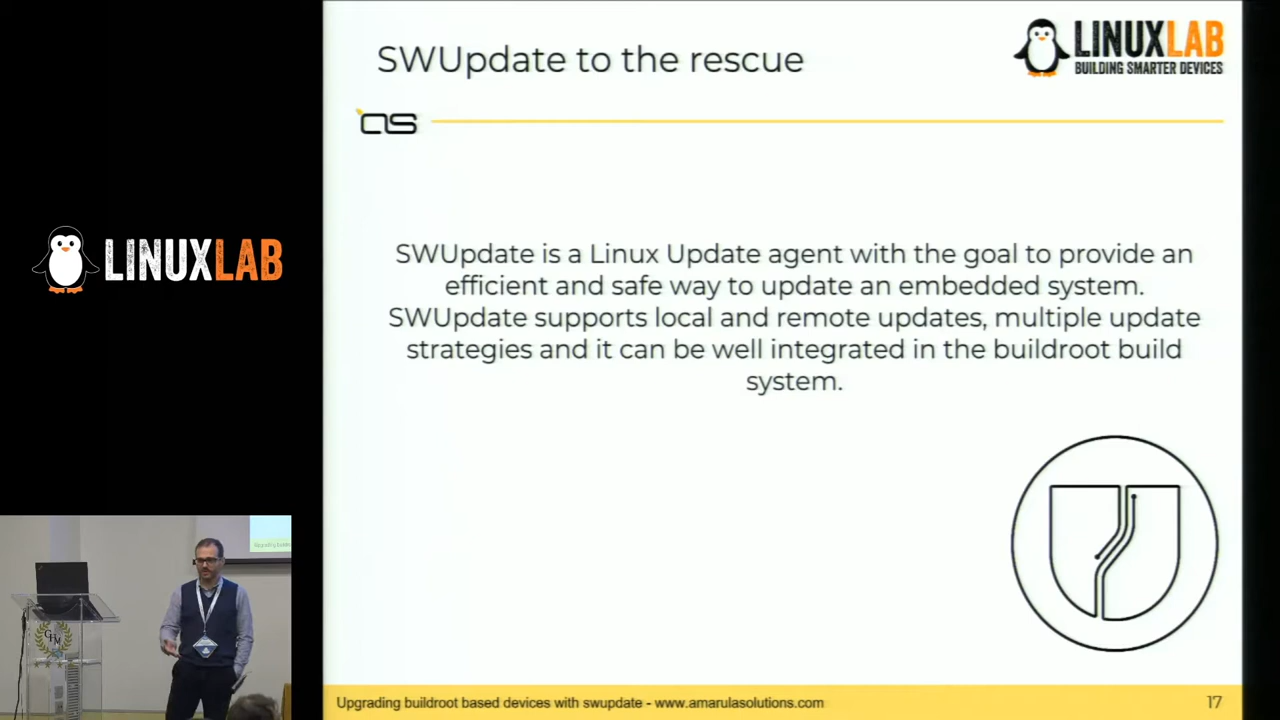 SWUpdate to the rescue
LINUXLAB
BUILDING SMARTER DEVICES
as
LINUXLAB
SWUpdate is a Linux Update agent with the goal to provide an
efficient and safe way to update an embedded system.
SWUpdate supports local and remote updates, multiple update
strategies and it can be well integrated in the buildroot build
system.
GHM
Upgrading buildroot based devices with swupdate - www.amarulasolutions.com
17